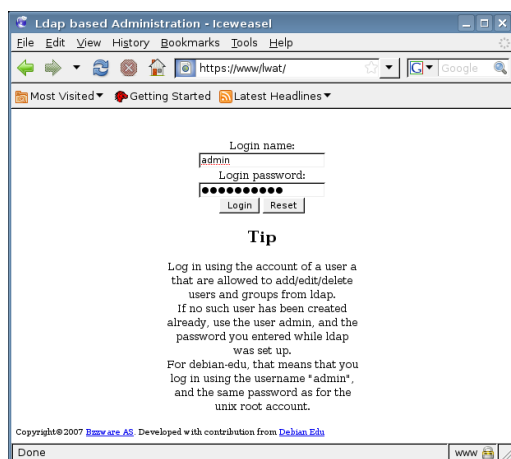 Ldap based Administration - Iceweasel
File Edit View History Bookmarks Tools Help
https://www/lwat/ G Google
Most Visited Getting Started Latest Headlines
Login name:
admin
Login password:
●●●●●●●●●●
Login Reset
Tip
Log in using the account of a user a
that are allowed to add/edit/delete
users and groups from ldap.
If no such user has been created
already, use the user admin, and the
password you entered while ldap
was set up.
For debian-edu, that means that you
log in using the username "admin",
and the same password as for the
unix root account.
Copyright©2007 Bzzware AS. Developed with contribution from Debian Edu
Done www